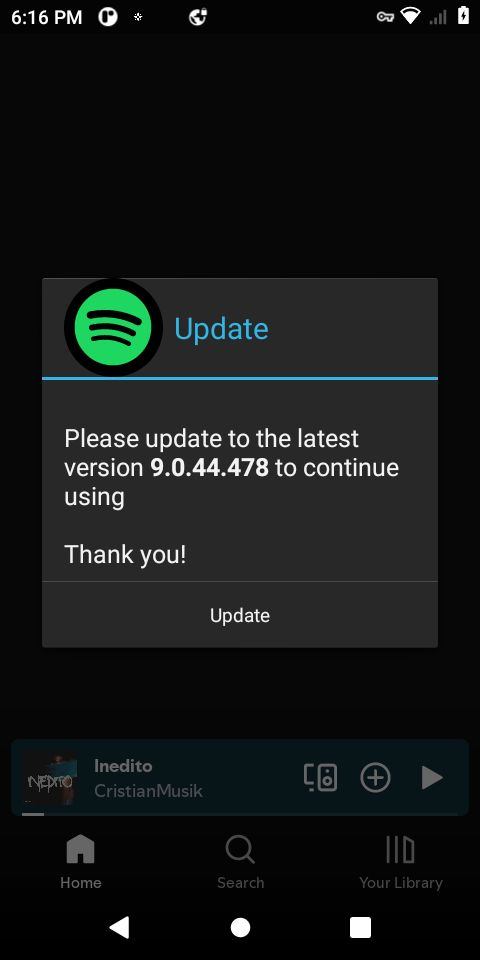 6:16 PM
Update
Please update to the latest
version 9.0.44.478 to continue
using
Thank you!
Update
INEDITO
Inedito
CristianMusik
Home
Search
Your Library